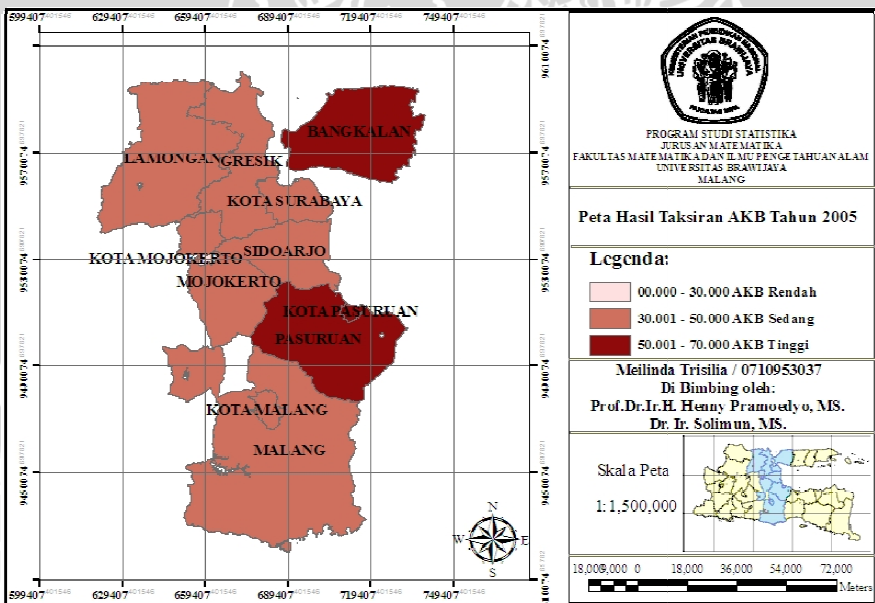 599407 629407 659407 689407 719407 749407
BANGKALAN
LAMONGAN
GRESIK
KOTA SURABAYA
SIDOARJO
KOTA MOJOKERTO
MOJOKERTO
KOTA PASURUAN
PASURUAN
KOTA MALANG
MALANG
N
W E
S
599407 629407 659407 689407 719407 749407
UNIVERSITAS BRAWIJAYA
PROGRAM STUDI STATISTIKA
JURUSAN MATEMATIKA
FAKULTAS MATEMATIKA DAN ILMU PENGETAHUAN ALAM
UNIVERSITAS BRAWIJAYA
MALANG
Peta Hasil Taksiran AKB Tahun 2005
Legenda:
00.000 - 30.000 AKB Rendah
30.001 - 50.000 AKB Sedang
50.001 - 70.000 AKB Tinggi
Meilinda Trisilia / 0710953037
Di Bimbing oleh:
Prof.Dr.Ir.H. Henny Pramoedyo, MS.
Dr. Ir. Solimun, MS.
Skala Peta
1:1,500,000
0 18,000 36,000 54,000 72,000
Meters